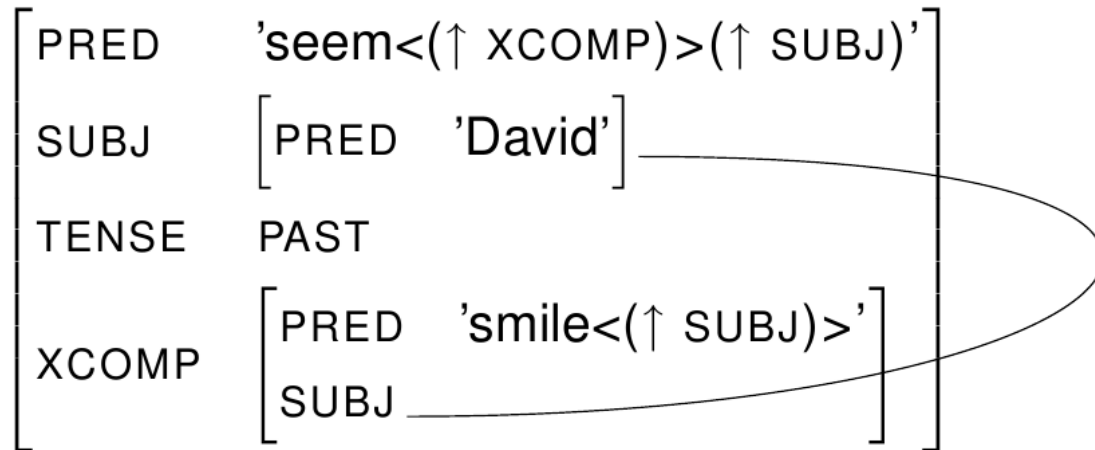 PRED 'seem<(↑ XCOMP)>(↑ SUBJ)'
SUBJ PRED 'David'
TENSE PAST
XCOMP PRED 'smile<(↑ SUBJ)>'
SUBJ